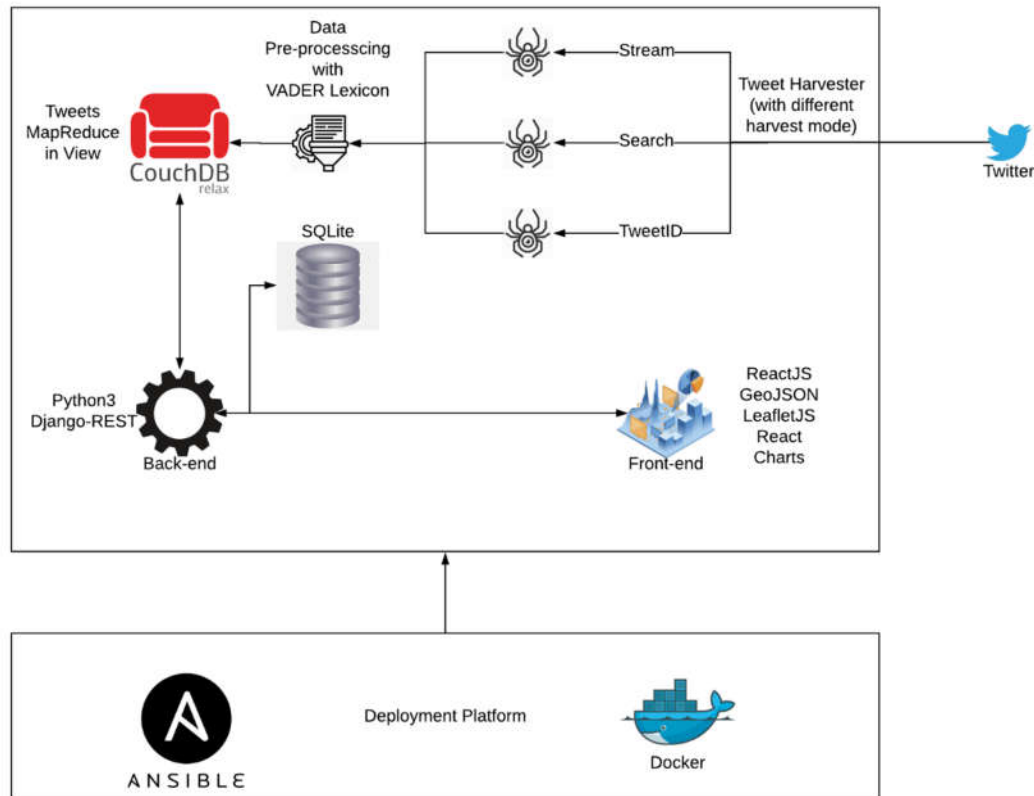 Data
Pre-processcing
with
VADER Lexicon
Stream
Tweet Harvester
(with different
harvest mode)
Tweets
MapReduce
in View
CouchDB
relax
Search
Twitter
TweetID
SQLite
Python3
Django-REST
Back-end
Front-end
ReactJS
GeoJSON
LeafletJS
React
Charts
Deployment Platform
ANSIBLE
Docker